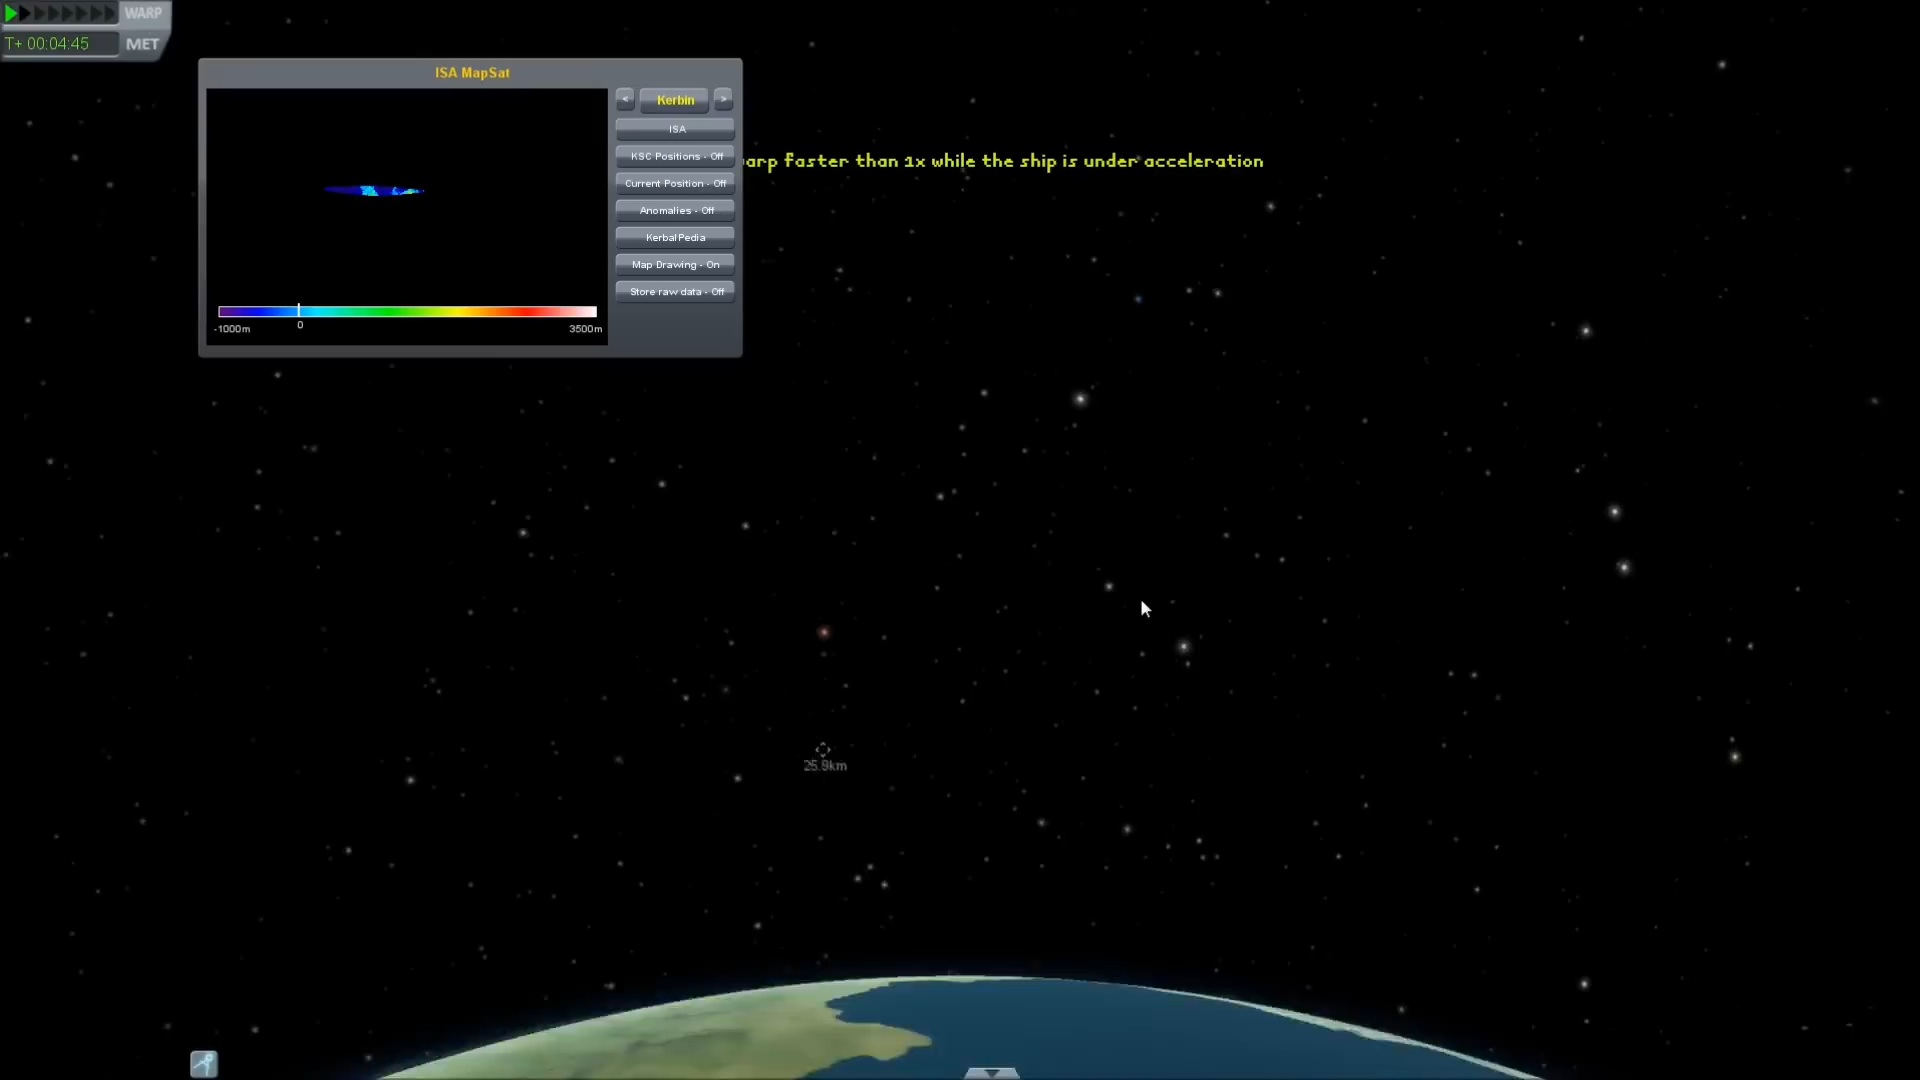 WARP
T+ 00:04:45 MET
ISA MapSat
< Kerbin >
ISA
KSC Positions - Off
warp faster than 1x while the ship is under acceleration
Current Position - Off
Anomalies - Off
KerbalPedia
Map Drawing - On
Store raw data - Off
0
-1000m 3500m
25.9km